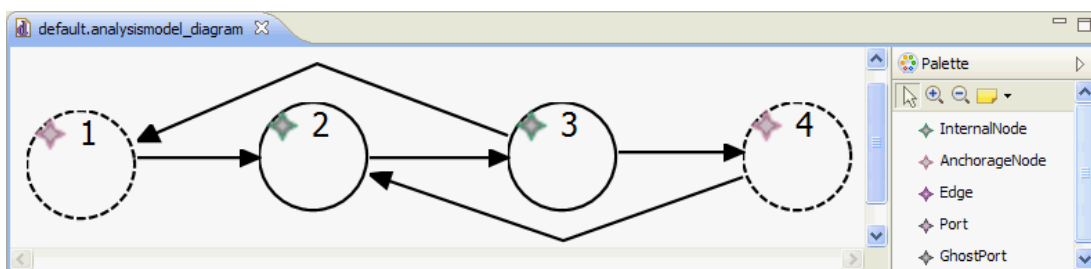 default.analysismodel_diagram
Palette
1
2
3
4
InternalNode
AnchorageNode
Edge
Port
GhostPort